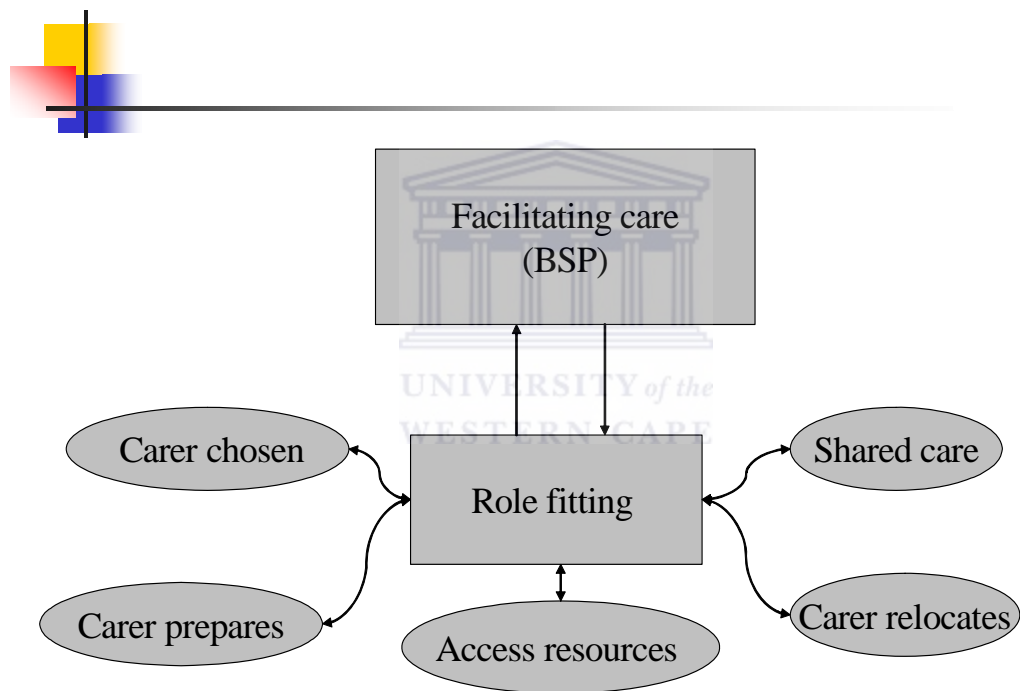 Facilitating care
(BSP)
UNIVERSITY of the
WESTERN CAPE
Carer chosen
Shared care
Role fitting
Carer prepares
Carer relocates
Access resources